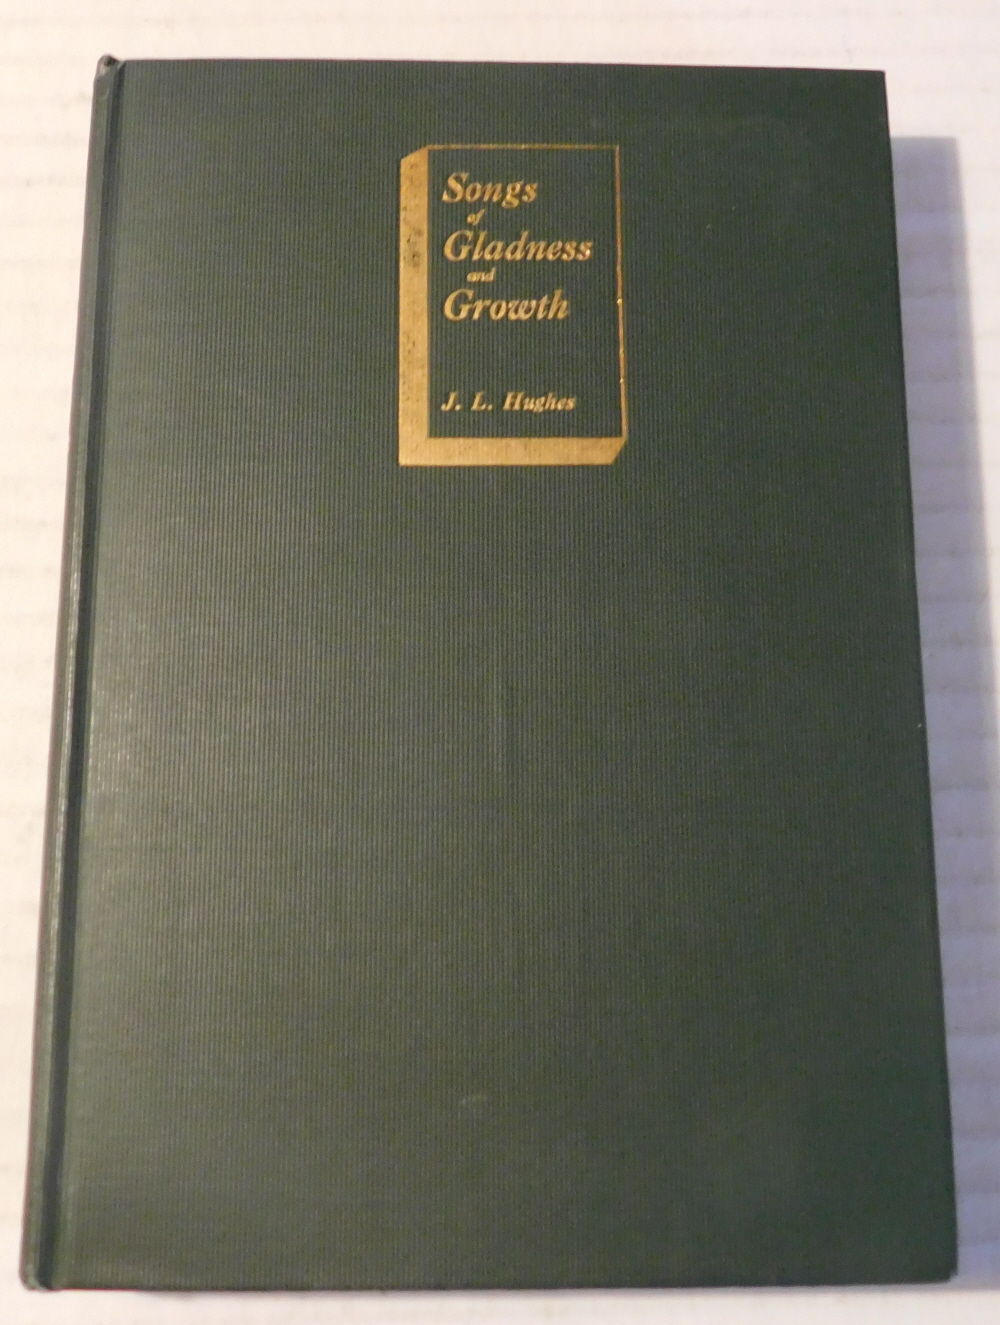 Songs
of
Gladness
and
Growth
J. L. Hughes